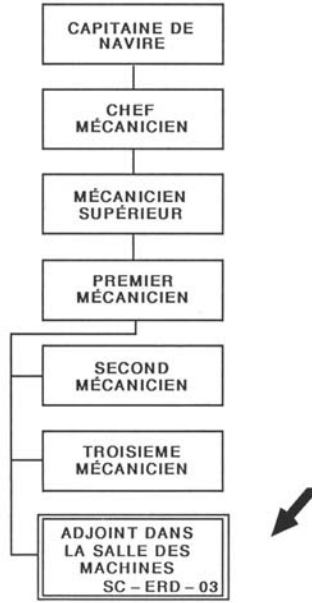 CAPITAINE DE
NAVIRE
CHEF
MÉCANICIEN
MÉCANICIEN
SUPÉRIEUR
PREMIER
MÉCANICIEN
SECOND
MÉCANICIEN
TROISIEME
MÉCANICIEN
ADJOINT DANS
LA SALLE DES
MACHINES
SC – ERD – 03